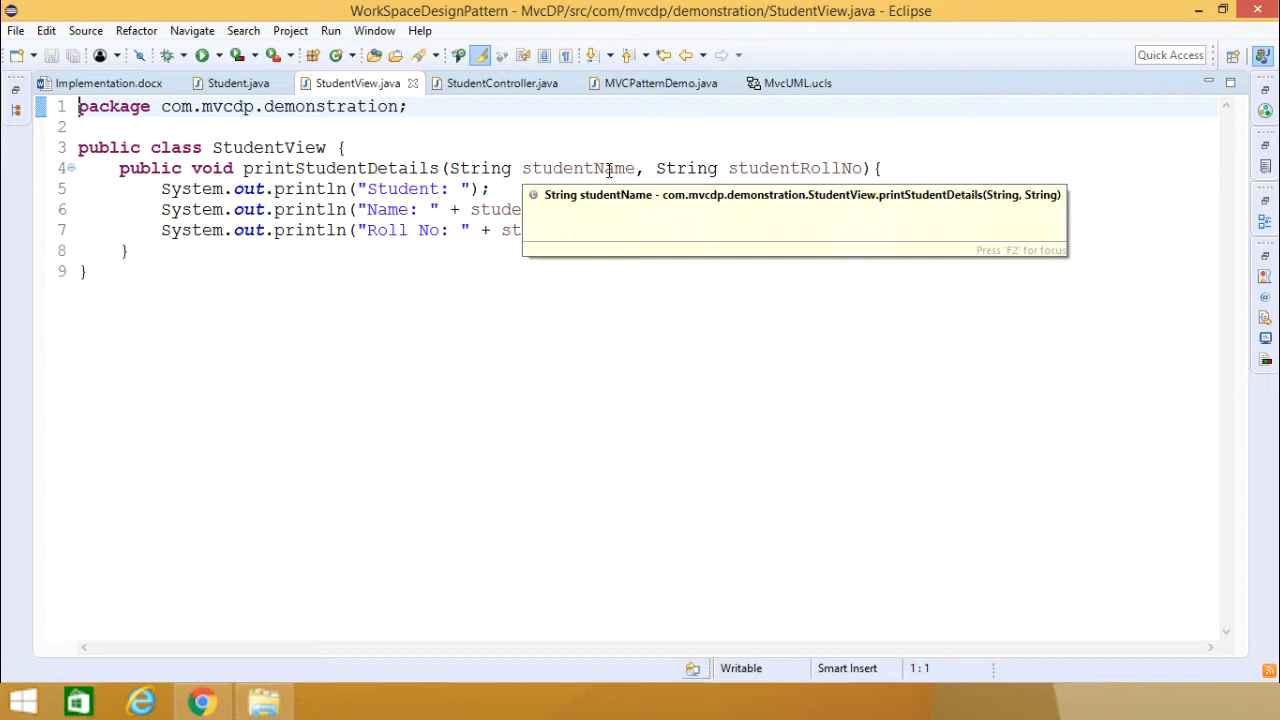 WorkSpaceDesignPattern - MvcDP/src/com/mvcdp/demonstration/StudentView.java - Eclipse
File Edit Source Refactor Navigate Search Project Run Window Help
Quick Access
Implementation.docx Student.java StudentView.java StudentController.java MVCPatternDemo.java MvcUML.ucls
1 package com.mvcdp.demonstration;
2
3 public class StudentView {
4 public void printStudentDetails(String studentName, String studentRollNo){
5 System.out.println("Student: ");
String studentName - com.mvcdp.demonstration.StudentView.printStudentDetails(String, String)
6 System.out.println("Name: " + stude
7 System.out.println("Roll No: " + st
8 }
Press 'F2' for focus
9 }
Writable Smart Insert 1 : 1